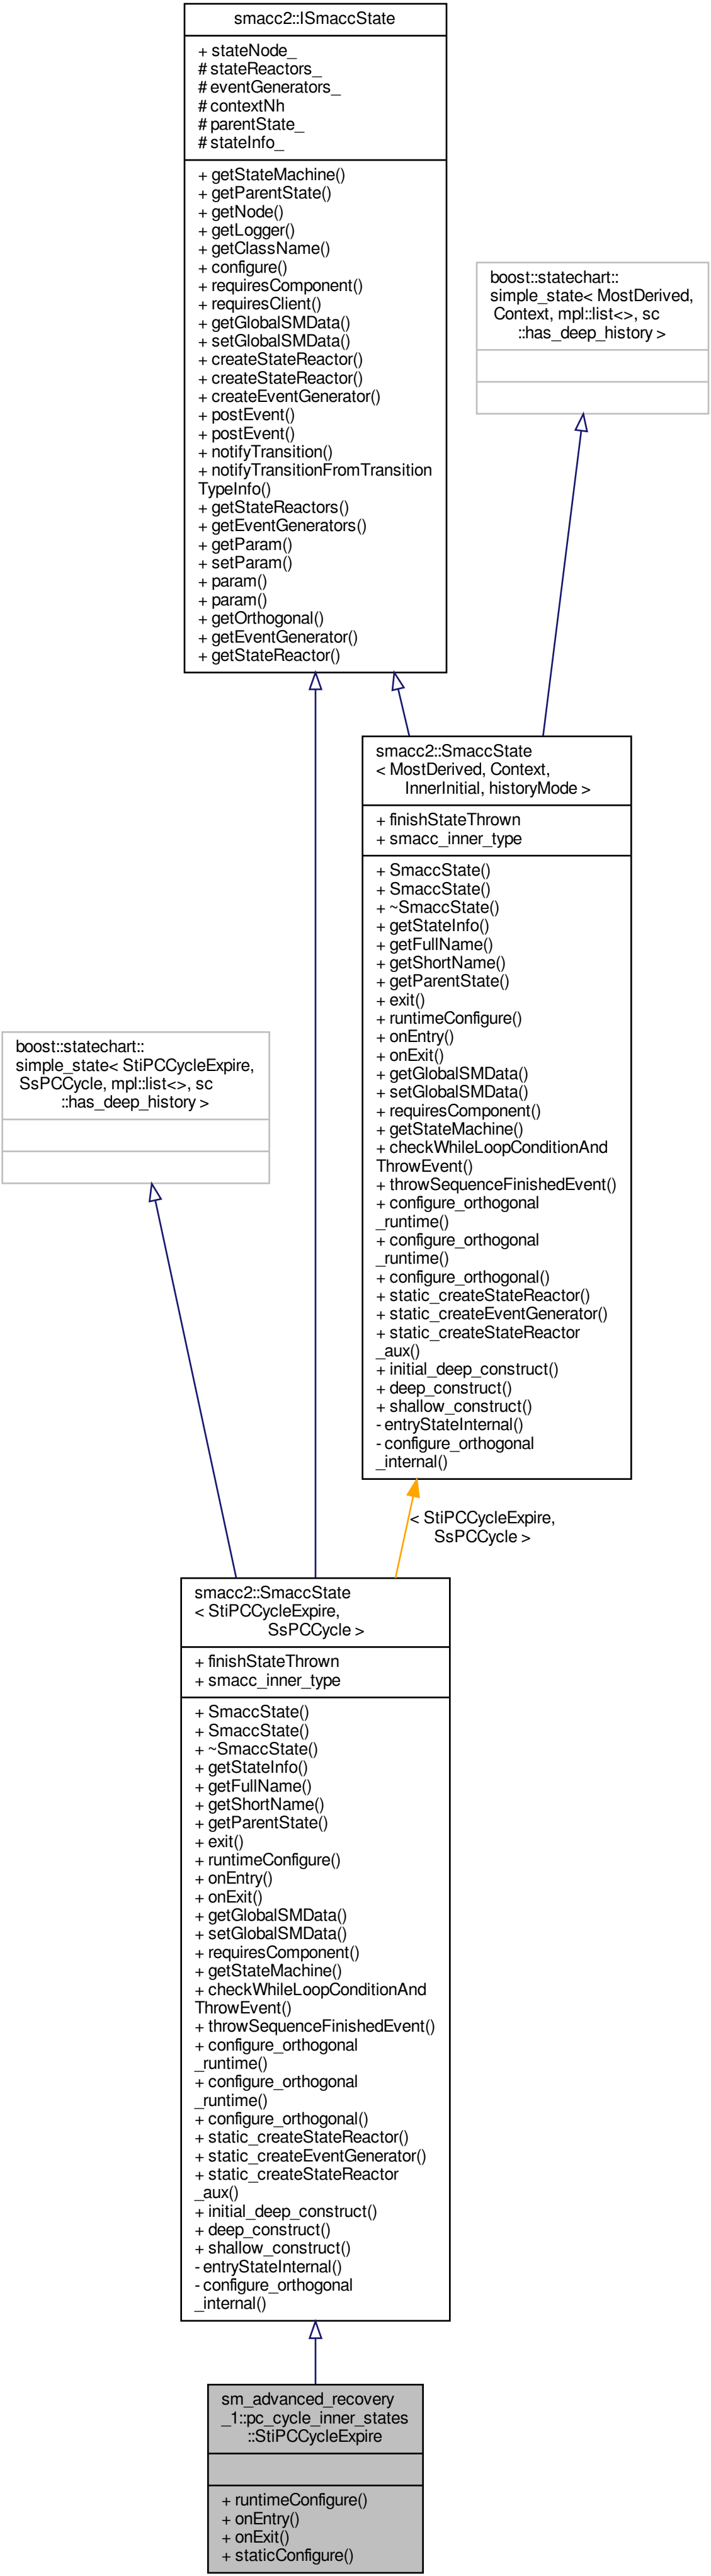 smacc2::ISmaccState
+ stateNode_
# stateReactors_
# eventGenerators_
# contextNh
# parentState_
# stateInfo_
+ getStateMachine()
+ getParentState()
+ getNode()
+ getLogger()
+ getClassName()
+ configure()
+ requiresComponent()
+ requiresClient()
+ getGlobalSMData()
+ setGlobalSMData()
+ createStateReactor()
+ createStateReactor()
+ createEventGenerator()
+ postEvent()
+ postEvent()
+ notifyTransition()
+ notifyTransitionFromTransition
TypeInfo()
+ getStateReactors()
+ getEventGenerators()
+ getParam()
+ setParam()
+ param()
+ param()
+ getOrthogonal()
+ getEventGenerator()
+ getStateReactor()
boost::statechart::
simple_state< MostDerived,
Context, mpl::list<>, sc
::has_deep_history >
smacc2::SmaccState
< MostDerived, Context,
InnerInitial, historyMode >
+ finishStateThrown
+ smacc_inner_type
+ SmaccState()
+ SmaccState()
+ ~SmaccState()
+ getStateInfo()
+ getFullName()
+ getShortName()
+ getParentState()
+ exit()
+ runtimeConfigure()
+ onEntry()
+ onExit()
+ getGlobalSMData()
+ setGlobalSMData()
+ requiresComponent()
+ getStateMachine()
+ checkWhileLoopConditionAnd
ThrowEvent()
+ throwSequenceFinishedEvent()
+ configure_orthogonal
_runtime()
+ configure_orthogonal
_runtime()
+ configure_orthogonal()
+ static_createStateReactor()
+ static_createEventGenerator()
+ static_createStateReactor
_aux()
+ initial_deep_construct()
+ deep_construct()
+ shallow_construct()
- entryStateInternal()
- configure_orthogonal
_internal()
boost::statechart::
simple_state< StiPCCycleExpire,
SsPCCycle, mpl::list<>, sc
::has_deep_history >
< StiPCCycleExpire,
SsPCCycle >
smacc2::SmaccState
< StiPCCycleExpire,
SsPCCycle >
+ finishStateThrown
+ smacc_inner_type
+ SmaccState()
+ SmaccState()
+ ~SmaccState()
+ getStateInfo()
+ getFullName()
+ getShortName()
+ getParentState()
+ exit()
+ runtimeConfigure()
+ onEntry()
+ onExit()
+ getGlobalSMData()
+ setGlobalSMData()
+ requiresComponent()
+ getStateMachine()
+ checkWhileLoopConditionAnd
ThrowEvent()
+ throwSequenceFinishedEvent()
+ configure_orthogonal
_runtime()
+ configure_orthogonal
_runtime()
+ configure_orthogonal()
+ static_createStateReactor()
+ static_createEventGenerator()
+ static_createStateReactor
_aux()
+ initial_deep_construct()
+ deep_construct()
+ shallow_construct()
- entryStateInternal()
- configure_orthogonal
_internal()
sm_advanced_recovery
_1::pc_cycle_inner_states
::StiPCCycleExpire
+ runtimeConfigure()
+ onEntry()
+ onExit()
+ staticConfigure()